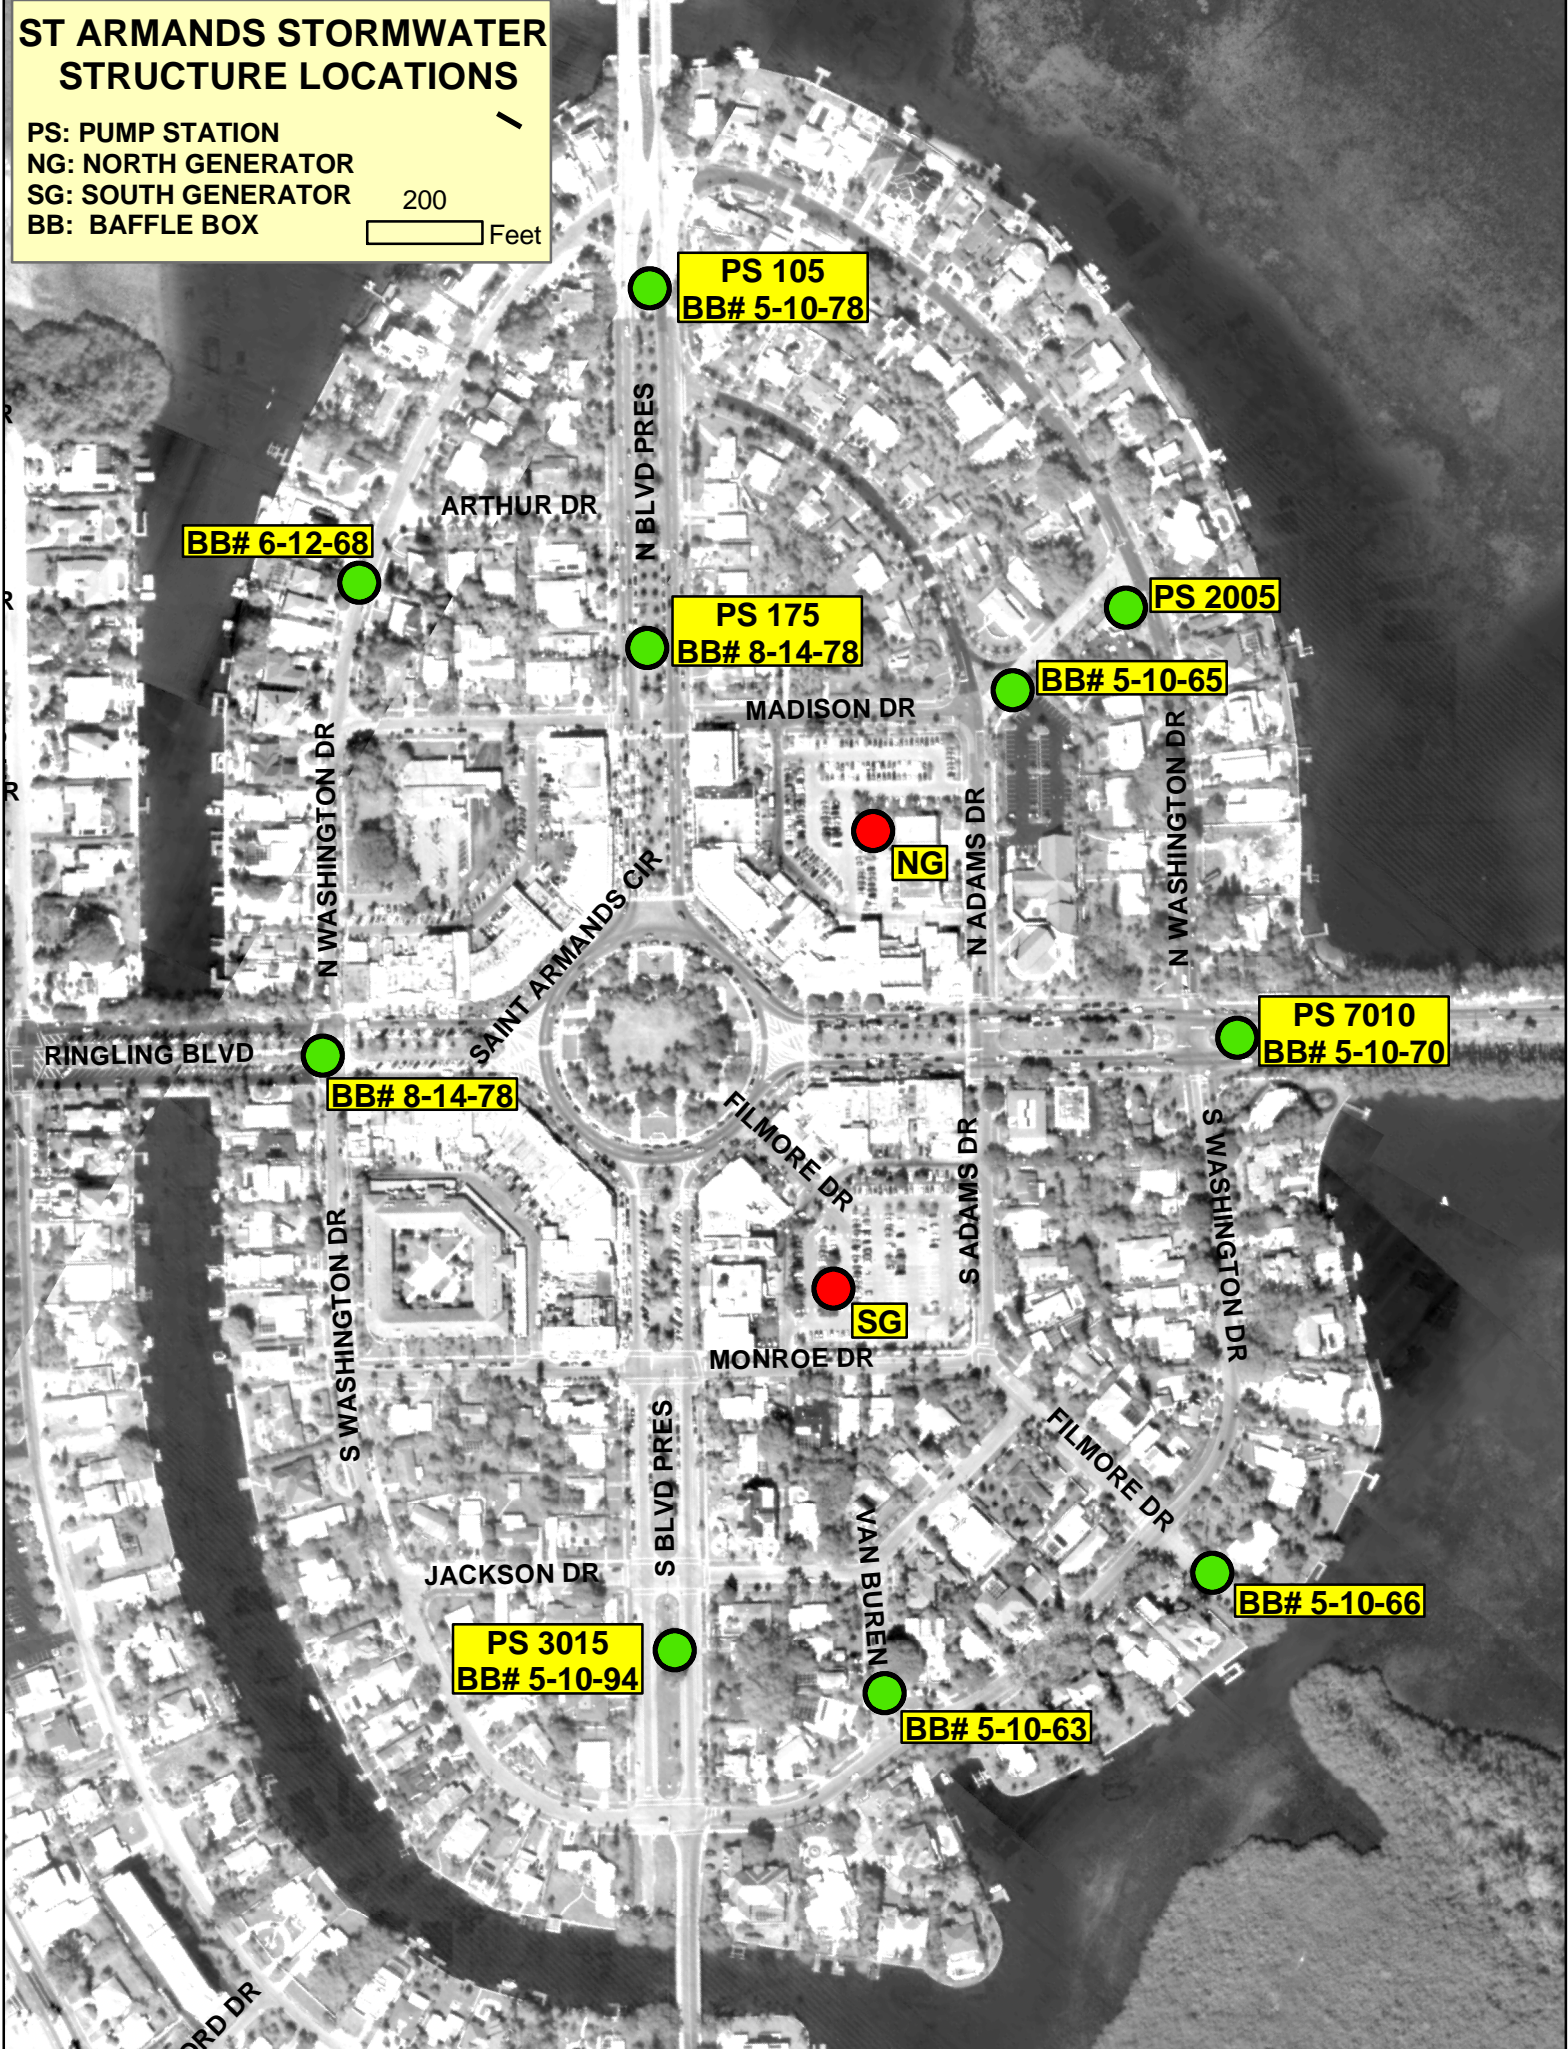 ST ARMANDS STORMWATER
STRUCTURE LOCATIONS
PS: PUMP STATION
NG: NORTH GENERATOR
SG: SOUTH GENERATOR
BB: BAFFLE BOX
200
Feet
PS 105
BB# 5-10-78
N BLVD PRES
R
ARTHUR DR
BB# 6-12-68
R
PS 2005
PS 175
BB# 8-14-78
BB# 5-10-65
MADISON DR
N WASHINGTON DR
N WASHINGTON DR
R
N ADAMS DR
NG
SAINT ARMANDS CIR
PS 7010
BB# 5-10-70
RINGLING BLVD
BB# 8-14-78
FILMORE DR
S ADAMS DR
S WASHINGTON DR
S WASHINGTON DR
SG
MONROE DR
S BLVD PRES
FILMORE DR
VAN BUREN
JACKSON DR
BB# 5-10-66
PS 3015
BB# 5-10-94
BB# 5-10-63
ORD DR